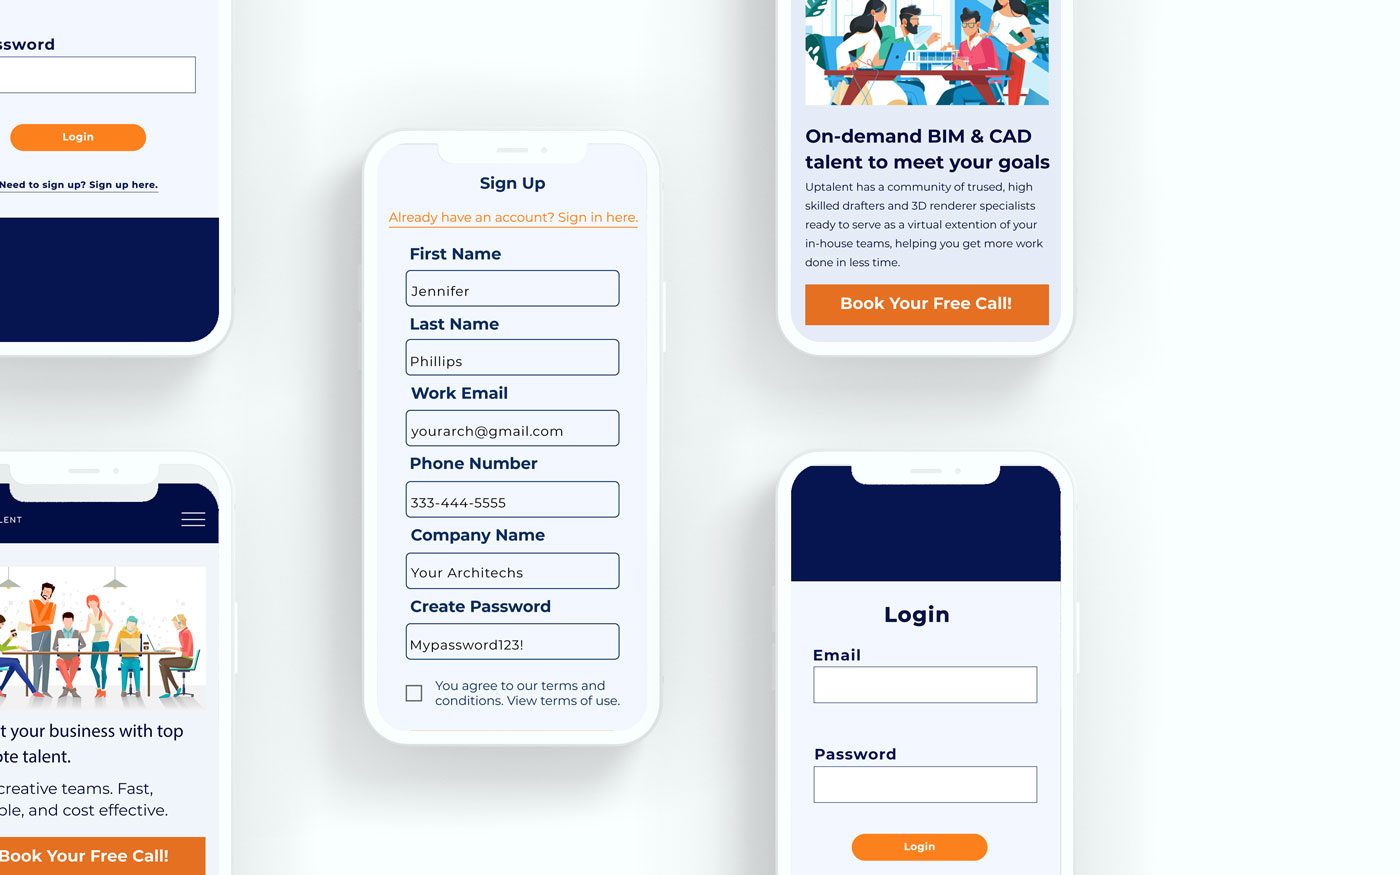 ssword
Login
Need to sign up? Sign up here.
LENT
t your business with top
ote talent.
creative teams. Fast,
ble, and cost effective.
Book Your Free Call!
Sign Up
Already have an account? Sign in here.
First Name
Jennifer
Last Name
Phillips
Work Email
yourarch@gmail.com
Phone Number
333-444-5555
Company Name
Your Architechs
Create Password
Mypassword123!
You agree to our terms and
conditions. View terms of use.
On-demand BIM & CAD
talent to meet your goals
Uptalent has a community of trused, high
skilled drafters and 3D renderer specialists
ready to serve as a virtual extention of your
in-house teams, helping you get more work
done in less time.
Book Your Free Call!
Login
Email
Password
Login